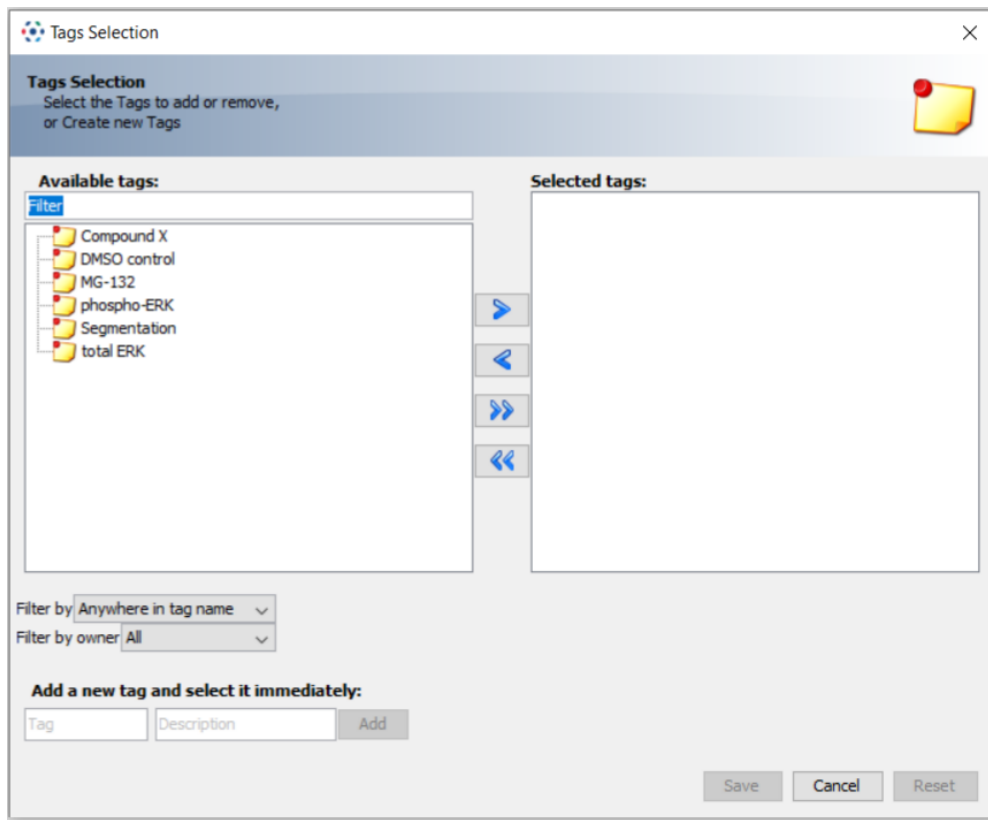 Tags Selection
Tags Selection
Select the Tags to add or remove,
or Create new Tags
Available tags:
Filter
Compound X
DMSO control
MG-132
phospho-ERK
Segmentation
total ERK
Selected tags:
Filter by Anywhere in tag name
Filter by owner All
Add a new tag and select it immediately:
Tag Description Add
Save Cancel Reset